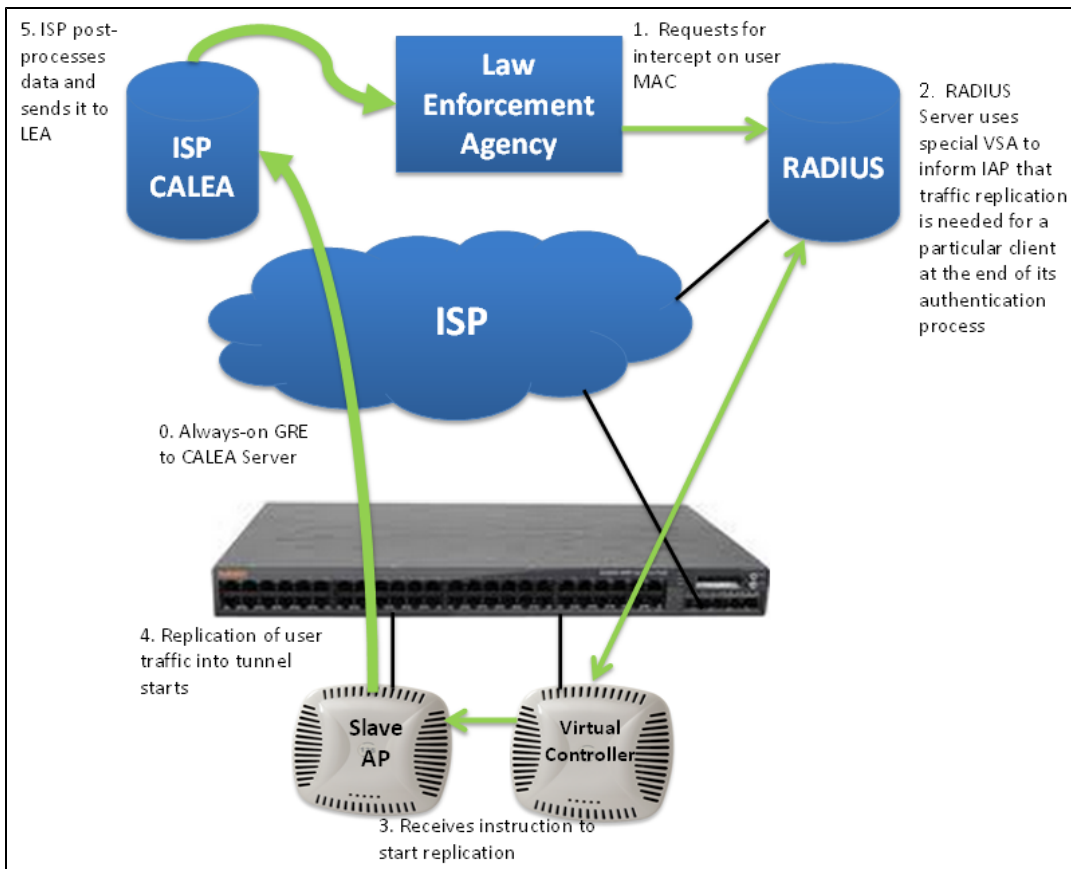 5. ISP post-
processes
data and
sends it to
LEA
ISP
CALEA
Law
Enforcement
Agency
1. Requests for
intercept on user
MAC
RADIUS
2. RADIUS
Server uses
special VSA to
inform IAP that
traffic replication
is needed for a
particular client
at the end of its
authentication
process
ISP
0. Always-on GRE
to CALEA Server
4. Replication of user
traffic into tunnel
starts
Slave
AP
Virtual
Controller
3. Receives instruction to
start replication